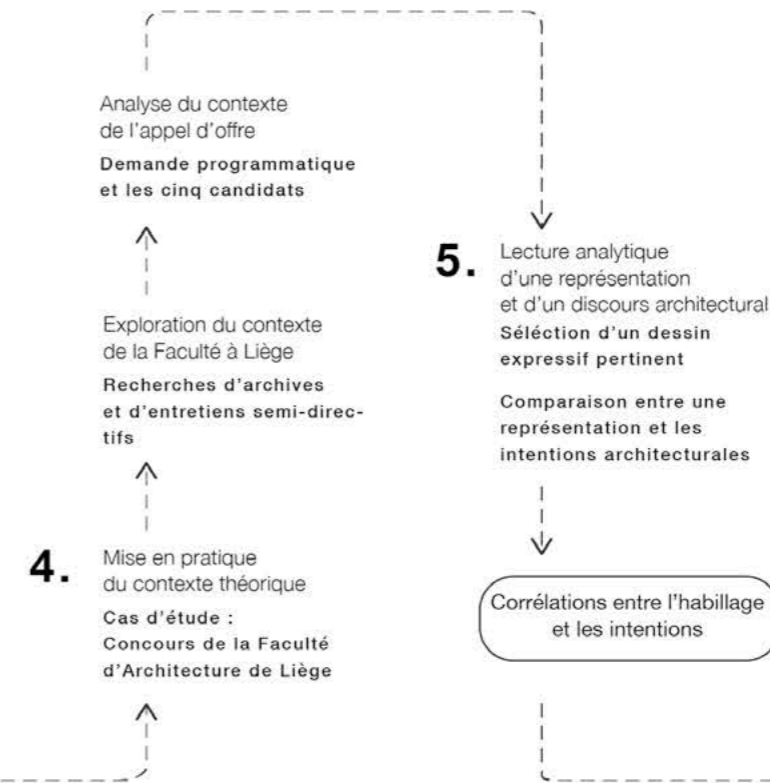 Analyse du contexte
de l'appel d'offre
Demande programmatique
et les cinq candidats
Exploration du contexte
de la Faculté à Liège
Recherches d'archives
et d'entretiens semi-direc-
tifs
4. Mise en pratique
du contexte théorique
Cas d'étude :
Concours de la Faculté
d'Architecture de Liège
5. Lecture analytique
d'une représentation
et d'un discours architectural
Séléction d'un dessin
expressif pertinent
Comparaison entre une
représentation et les
intentions architecturales
Corrélations entre l'habillage
et les intentions